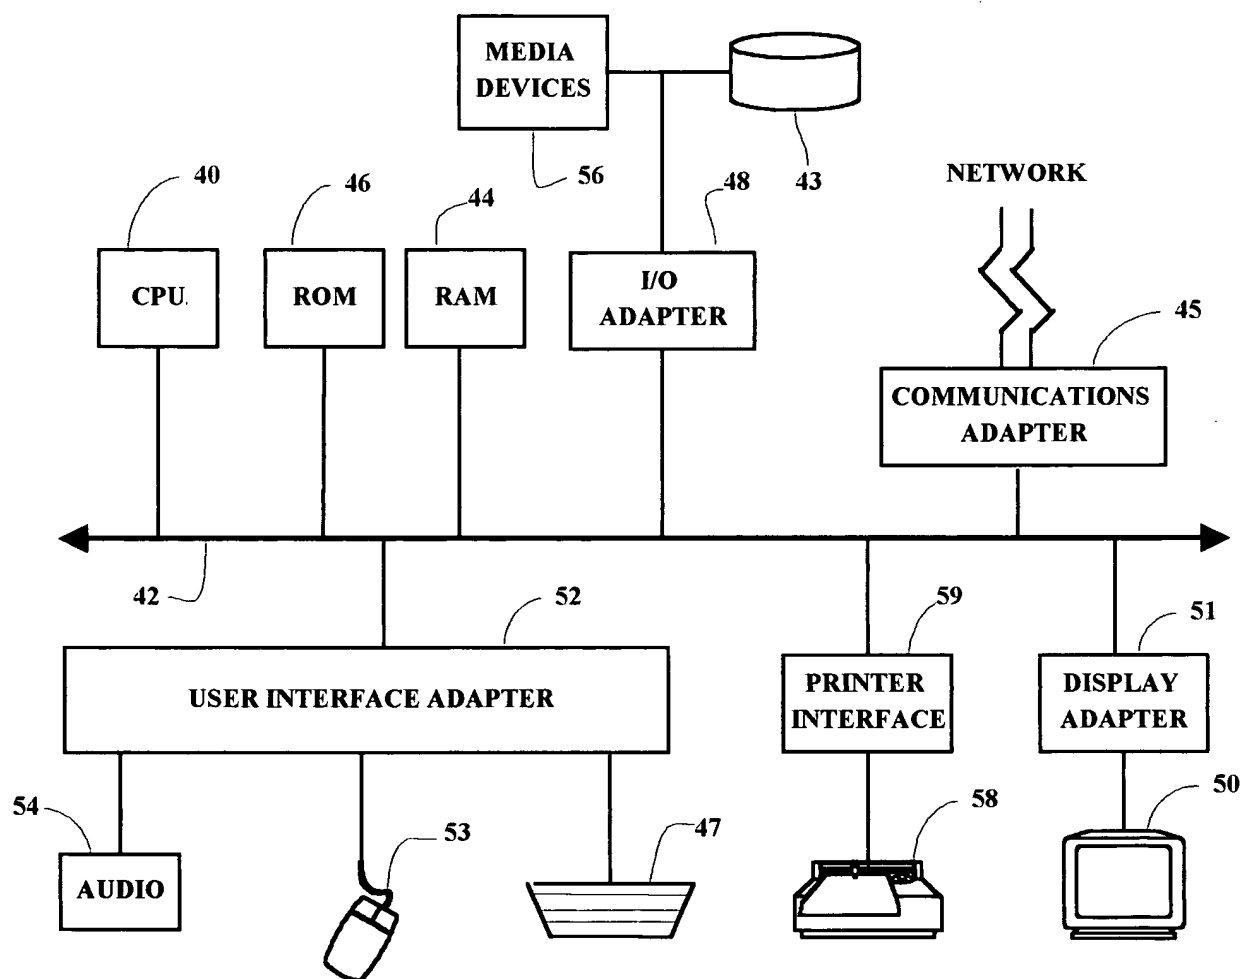 MEDIA
DEVICES
56
43
40
46
44
48
NETWORK
CPU
ROM
RAM
I/O
ADAPTER
45
COMMUNICATIONS
ADAPTER
42
52
59
51
USER INTERFACE ADAPTER
PRINTER
INTERFACE
DISPLAY
ADAPTER
54
53
47
58
50
AUDIO